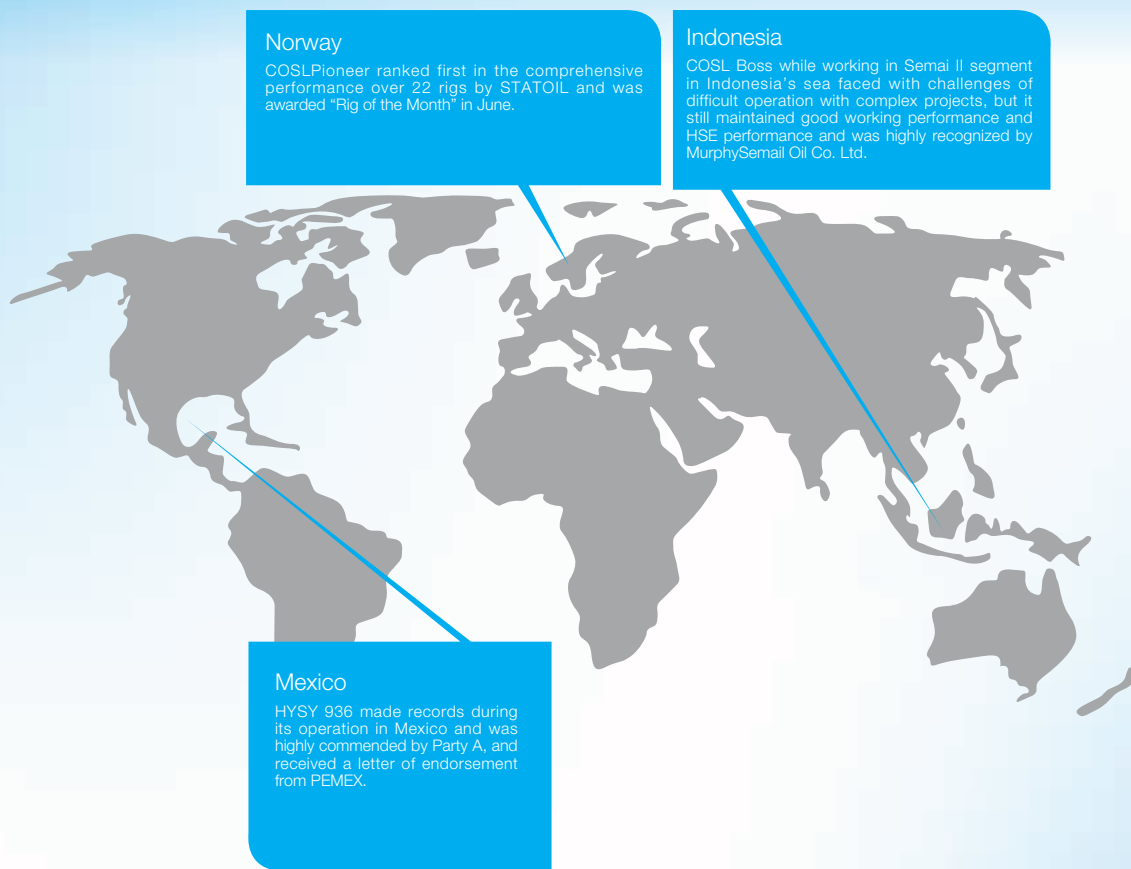 Norway
COSLPioneer ranked first in the comprehensive
performance over 22 rigs by STATOIL and was
awarded “Rig of the Month” in June.
Indonesia
COSL Boss while working in Semai II segment
in Indonesia’s sea faced with challenges of
difficult operation with complex projects, but it
still maintained good working performance and
HSE performance and was highly recognized by
MurphySemail Oil Co. Ltd.
Mexico
HYSY 936 made records during
its operation in Mexico and was
highly commended by Party A, and
received a letter of endorsement
from PEMEX.